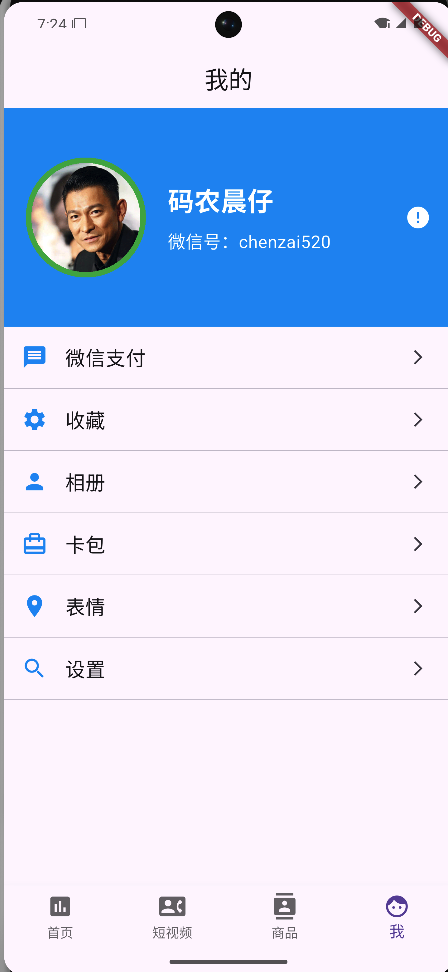 7:24
DEBUG
我的
码农晨仔
微信号：chenzai520
微信支付
收藏
相册
卡包
表情
设置
首页
短视频
商品
我